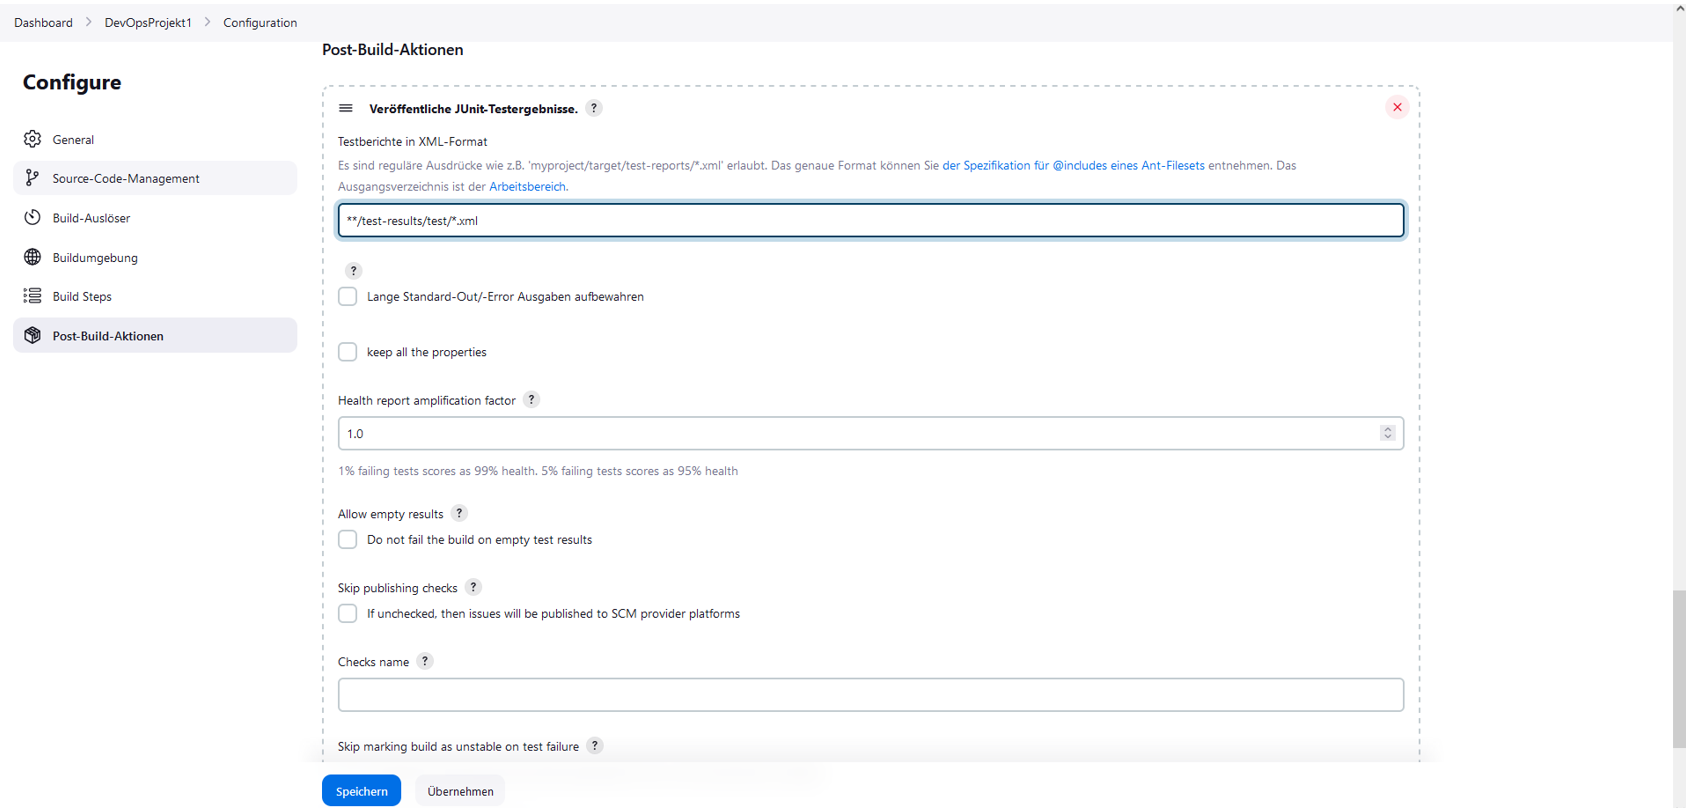 Dashboard > DevOpsProjekt1 > Configuration
Configure
General
Source-Code-Management
Build-Auslöser
Buildumgebung
Build Steps
Post-Build-Aktionen
Post-Build-Aktionen
Veröffentliche JUnit-Testergebnisse. ?
Testberichte in XML-Format
Es sind reguläre Ausdrücke wie z.B. 'myproject/target/test-reports/*.xml' erlaubt. Das genaue Format können Sie der Spezifikation für @includes eines Ant-Filesets entnehmen. Das
Ausgangsverzeichnis ist der Arbeitsbereich.
**/test-results/test/*.xml
?
Lange Standard-Out/-Error Ausgaben aufbewahren
keep all the properties
Health report amplification factor ?
1.0
1% failing tests scores as 99% health. 5% failing tests scores as 95% health
Allow empty results ?
Do not fail the build on empty test results
Skip publishing checks ?
If unchecked, then issues will be published to SCM provider platforms
Checks name ?
Skip marking build as unstable on test failure ?
Speichern
Übernehmen